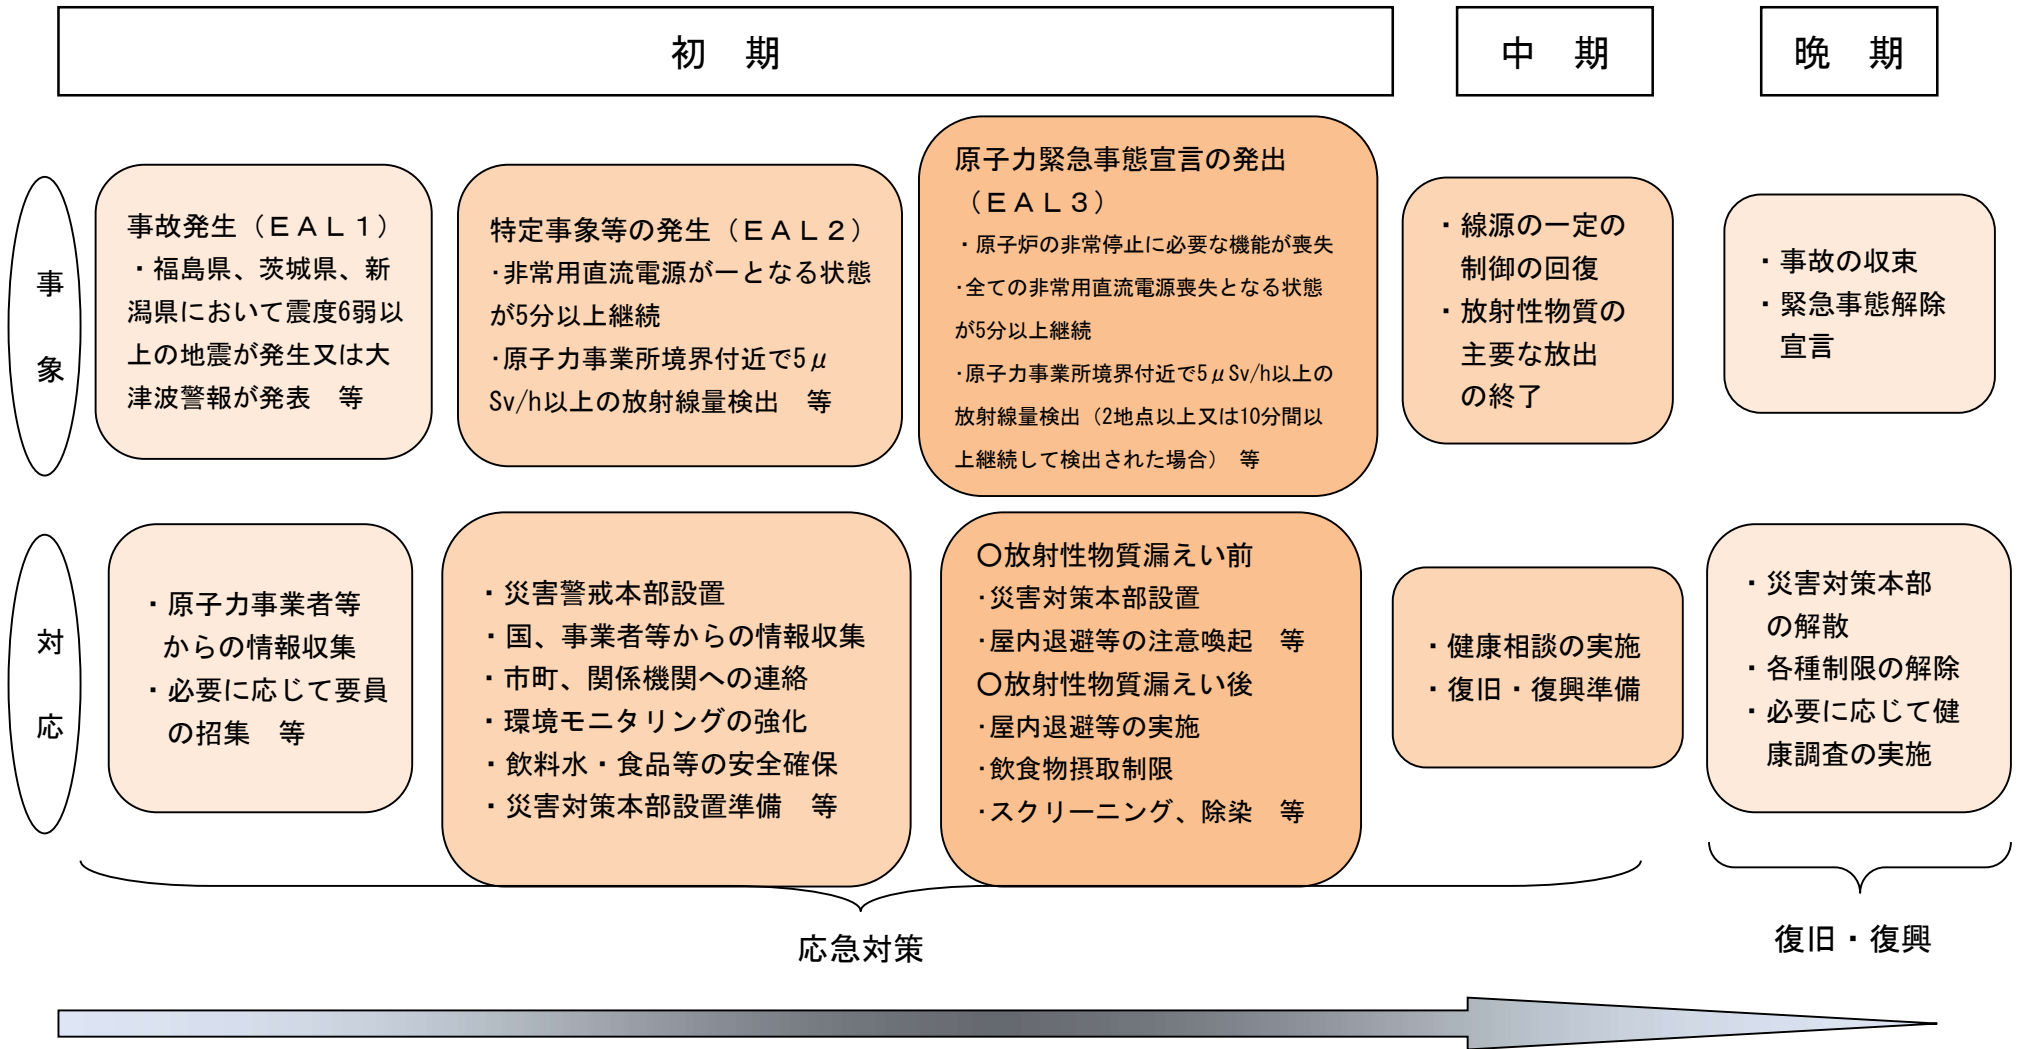 初　期
中　期
晩　期
事
象
事故発生（ＥＡＬ１）
・福島県、茨城県、新
潟県において震度6弱以
上の地震が発生又は大
津波警報が発表　等
特定事象等の発生（ＥＡＬ２）
･非常用直流電源が一となる状態
が5分以上継続
･原子力事業所境界付近で5μ
Sv/h以上の放射線量検出　等
原子力緊急事態宣言の発出
（ＥＡＬ３）
・原子炉の非常停止に必要な機能が喪失
･全ての非常用直流電源喪失となる状態
が5分以上継続
･原子力事業所境界付近で5μSv/h以上の
放射線量検出（2地点以上又は10分間以
上継続して検出された場合）　等
・線源の一定の
制御の回復
・放射性物質の
主要な放出
の終了
・事故の収束
・緊急事態解除
宣言
対
応
・原子力事業者等
からの情報収集
・必要に応じて要員
の招集　等
・災害警戒本部設置
・国、事業者等からの情報収集
・市町、関係機関への連絡
・環境モニタリングの強化
・飲料水・食品等の安全確保
・災害対策本部設置準備　等
〇放射性物質漏えい前
･災害対策本部設置
･屋内退避等の注意喚起　等
〇放射性物質漏えい後
･屋内退避等の実施
･飲食物摂取制限
･スクリーニング、除染　等
・健康相談の実施
・復旧・復興準備
・災害対策本部
の解散
・各種制限の解除
・必要に応じて健
康調査の実施
応急対策
復旧・復興